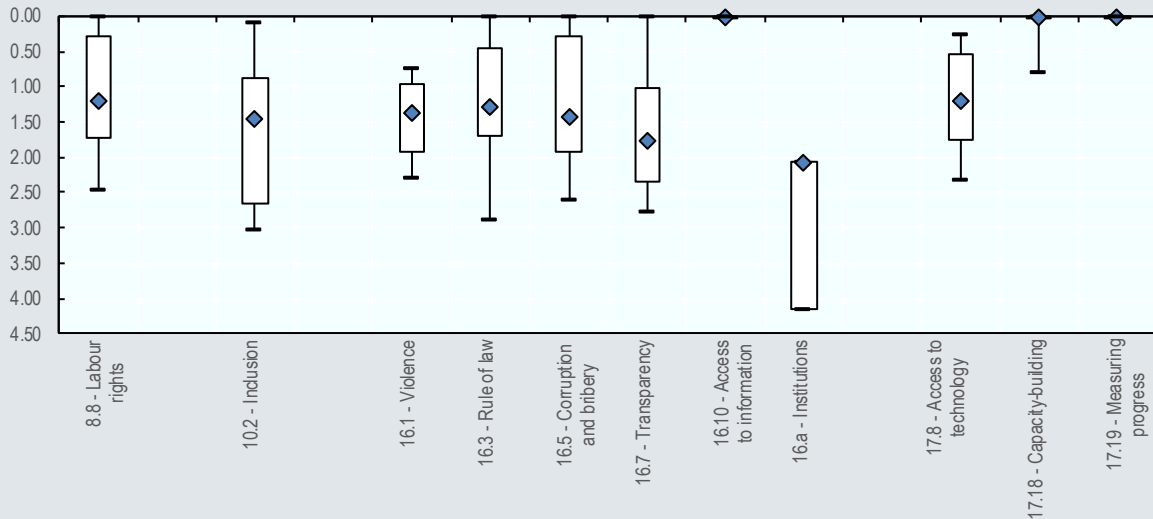 0.00
0.50
1.00
1.50
2.00
2.50
3.00
3.50
4.00
4.50
8.8 - Labour
rights
10.2 - Inclusion
16.1 - Violence
16.3 - Rule of law
16.5 - Corruption
and bribery
16.7 - Transparency
16.10 - Access
to information
16.a - Institutions
17.8 - Access to
technology
17.18 - Capacity-building
17.19 - Measuring
progress